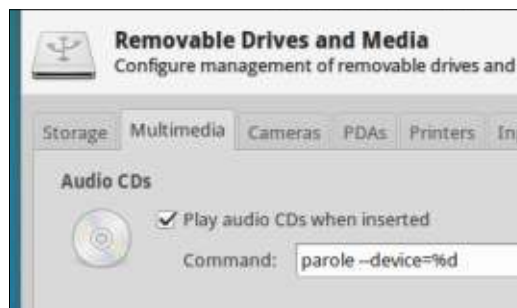 Removable Drives and Media
Configure management of removable drives and
Storage Multimedia Cameras PDAs Printers In
Audio CDs
Play audio CDs when inserted
Command: parole --device=%d